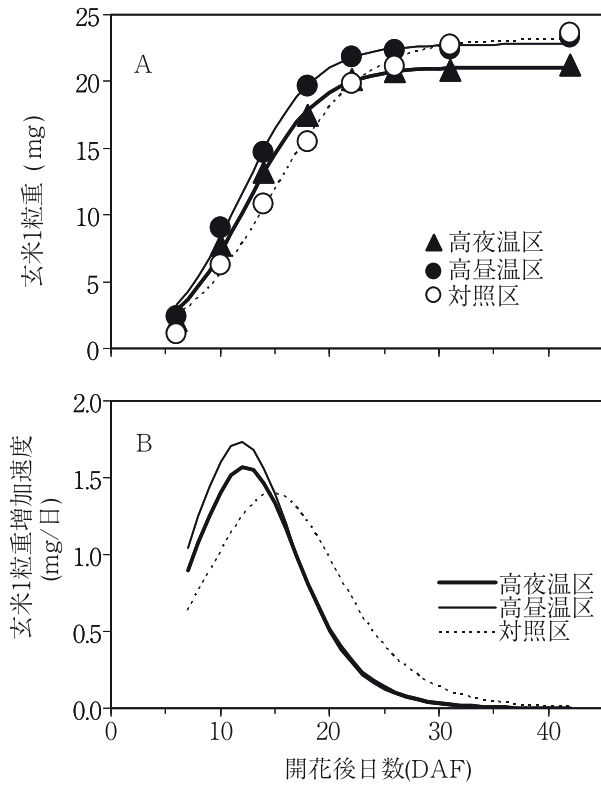 25
20
15
10
5
0
玄米1粒重 (mg)
A
高夜温区
高昼温区
対照区
2.0
1.5
1.0
0.5
0.0
玄米1粒重増加速度
(mg/日)
B
高夜温区
高昼温区
対照区
0 10 20 30 40
開花後日数(DAF)